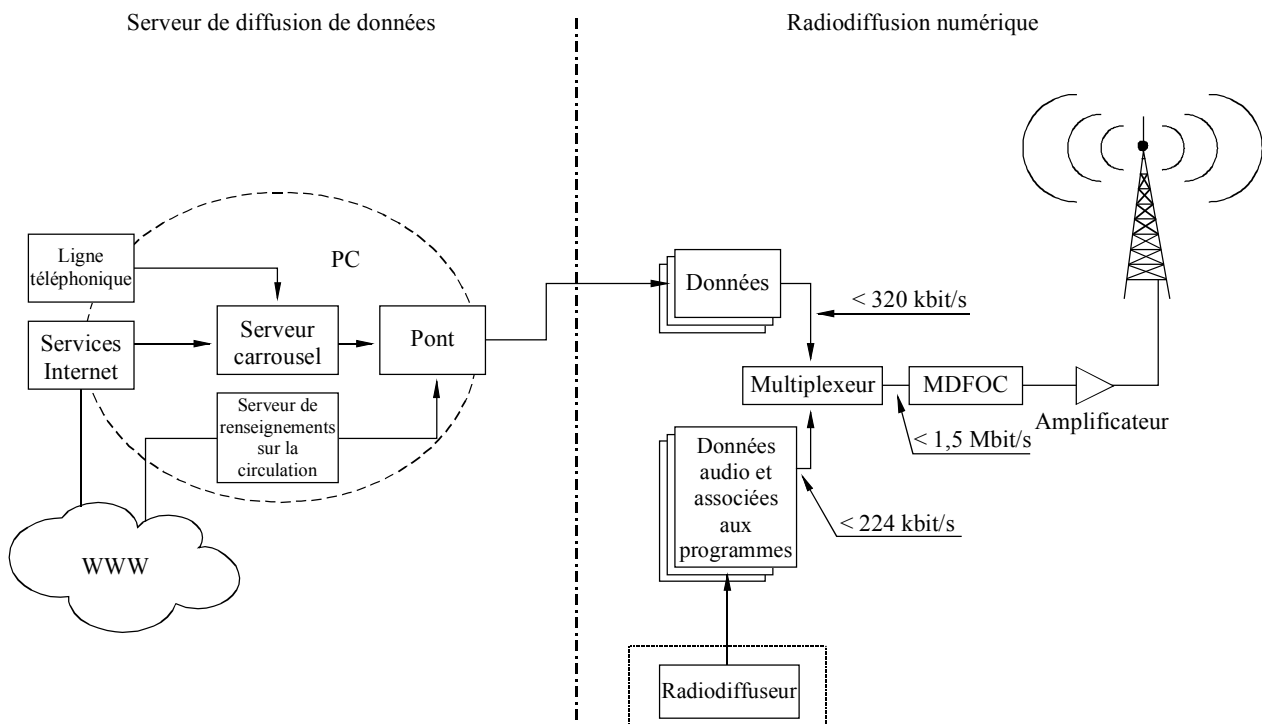 Serveur de diffusion de données
Radiodiffusion numérique
Ligne
téléphonique
PC
Services
Internet
Serveur
carrousel
Pont
Serveur de
renseignements
sur la
circulation
WWW
Données
< 320 kbit/s
Multiplexeur
MDFOC
Amplificateur
< 1,5 Mbit/s
Données
audio et
associées
aux
programmes
< 224 kbit/s
Radiodiffuseur